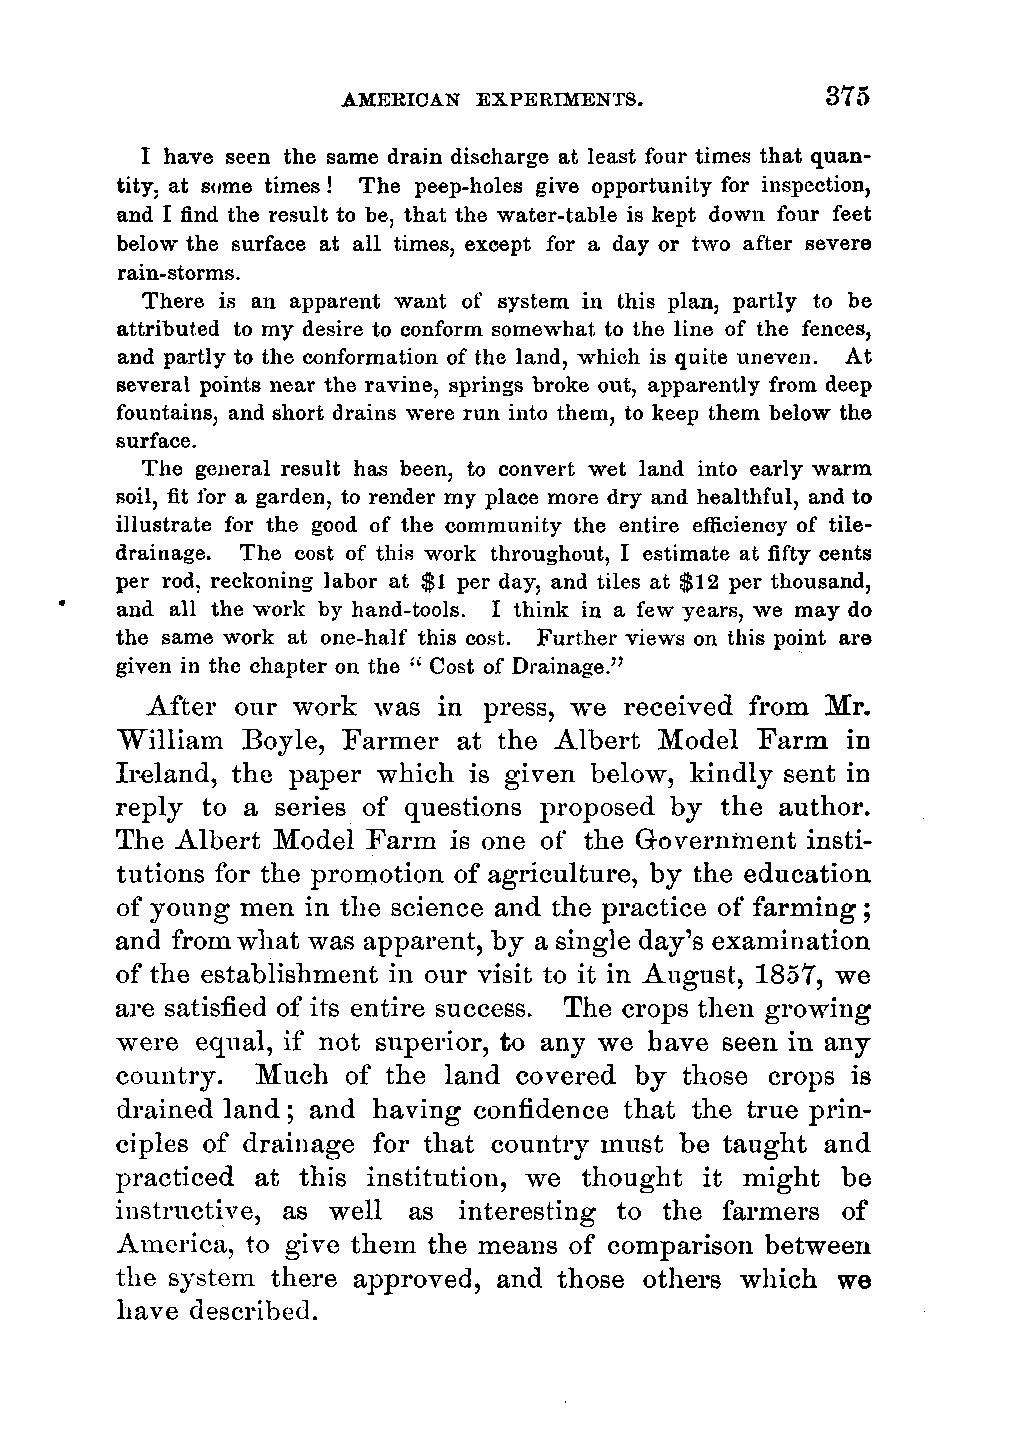 AMERICAN EXPERIMENTS. 375
I have seen the same drain discharge at least four times that quan-
tity, at some times! The peep-holes give opportunity for inspection,
and I find the result to be, that the water-table is kept down four feet
below the surface at all times, except for a day or two after severe
rain-storms.
There is an apparent want of system in this plan, partly to be
attributed to my desire to conform somewhat to the line of the fences,
and partly to the conformation of the land, which is quite uneven. At
several points near the ravine, springs broke out, apparently from deep
fountains, and short drains were run into them, to keep them below the
surface.
The general result has been, to convert wet land into early warm
soil, fit for a garden, to render my place more dry and healthful, and to
illustrate for the good of the community the entire efficiency of tile-
drainage. The cost of this work throughout, I estimate at fifty cents
per rod, reckoning labor at $1 per day, and tiles at $12 per thousand,
and all the work by hand-tools. I think in a few years, we may do
the same work at one-half this cost. Further views on this point are
given in the chapter on the “ Cost of Drainage.”
After our work was in press, we received from Mr.
William Boyle, Farmer at the Albert Model Farm in
Ireland, the paper which is given below, kindly sent in
reply to a series of questions proposed by the author.
The Albert Model Farm is one of the Government insti-
tutions for the promotion of agriculture, by the education
of young men in the science and the practice of farming;
and from what was apparent, by a single day's examination
of the establishment in our visit to it in August, 1857, we
are satisfied of its entire success. The crops then growing
were equal, if not superior, to any we have seen in any
country. Much of the land covered by those crops is
drained land; and having confidence that the true prin-
ciples of drainage for that country must be taught and
practiced at this institution, we thought it might be
instructive, as well as interesting to the farmers of
America, to give them the means of comparison between
the system there approved, and those others which we
have described.